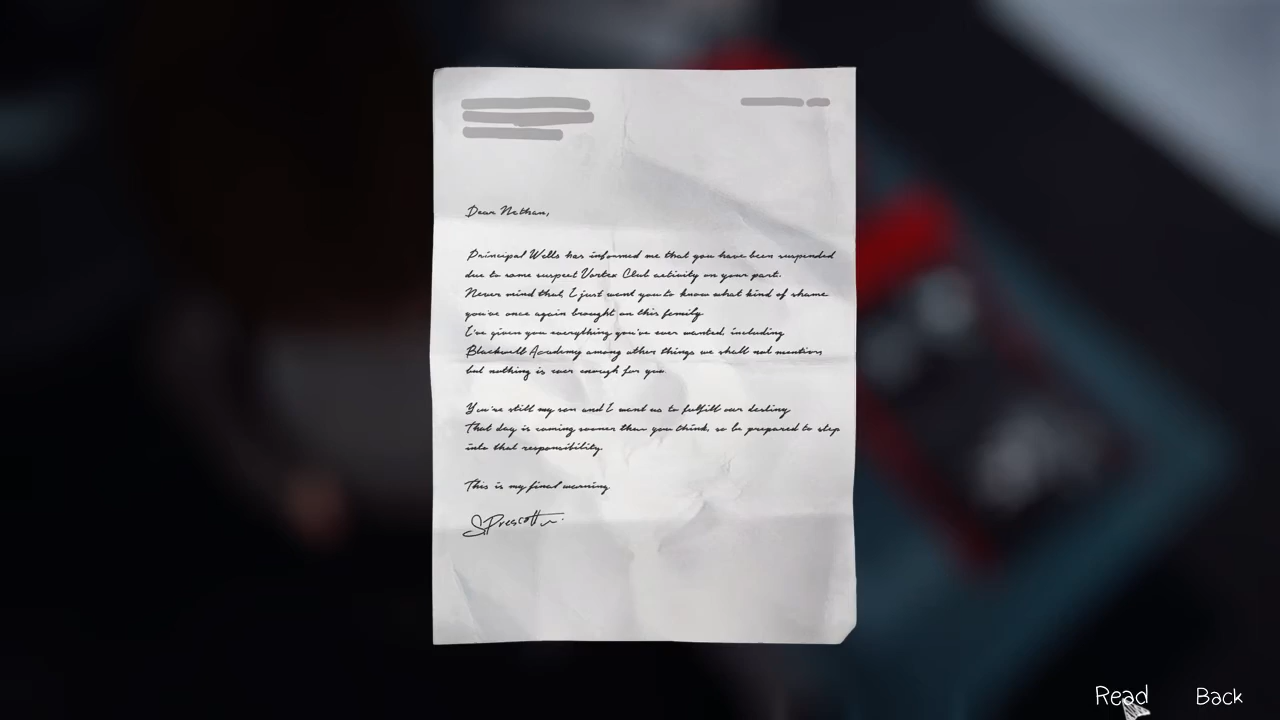 Dear Nathan,
Principal Wells has informed me that you have been suspended
due to some suspect Vortex Club activity on your part.
Never mind that, I just want you to know what kind of shame
you've once again brought on this family.
I've given you everything you've ever wanted, including
Blackwell Academy among other things we shall not mention,
but nothing is ever enough for you.
You're still my son and I want us to fulfill our destiny
That day is coming sooner than you think, so be prepared to step
into that responsibility.
This is my final warning
S.Prescott
Read
Back